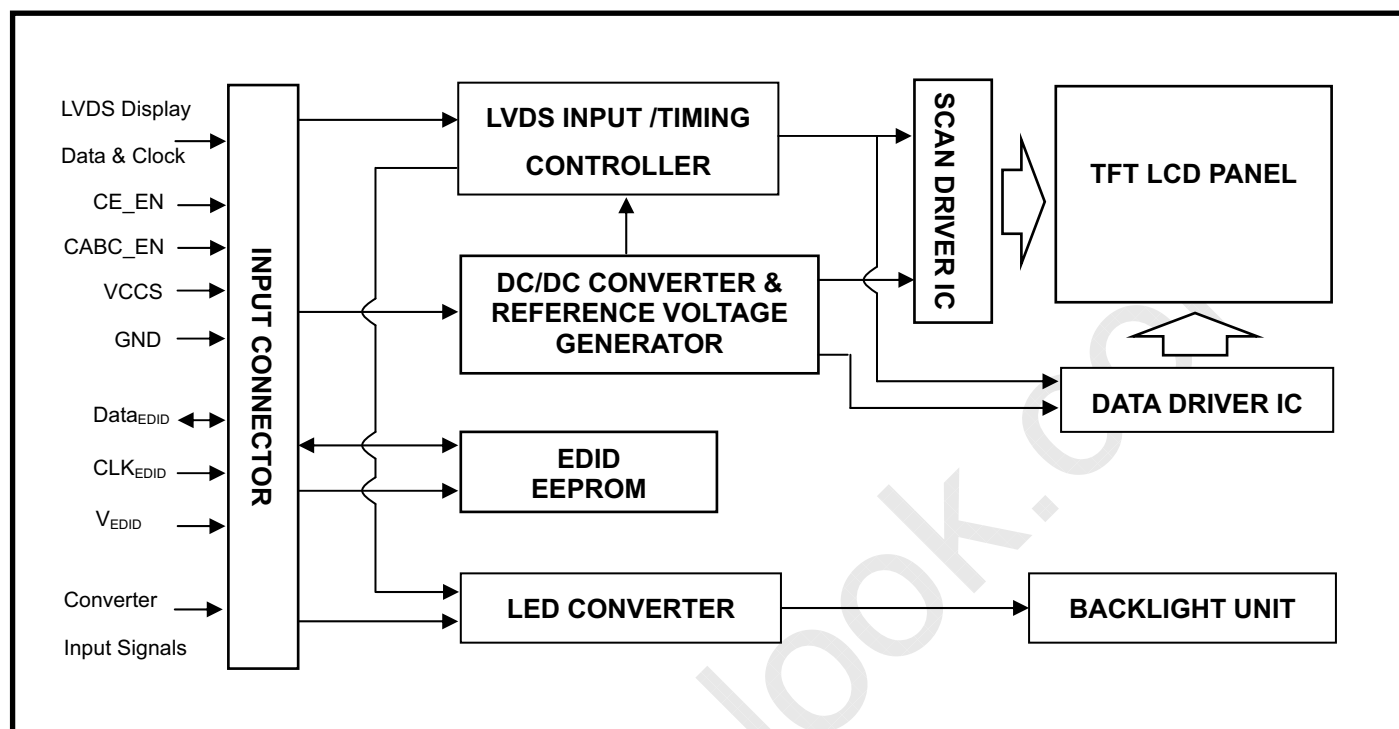 LVDS Display
Data & Clock
CE_EN
CABC_EN
VCCS
GND
DataEDID
CLKEDID
VEDID
Converter
Input Signals
INPUT CONNECTOR
LVDS INPUT /TIMING
CONTROLLER
DC/DC CONVERTER &
REFERENCE VOLTAGE
GENERATOR
EDID
EEPROM
LED CONVERTER
SCAN DRIVER IC
TFT LCD PANEL
DATA DRIVER IC
BACKLIGHT UNIT